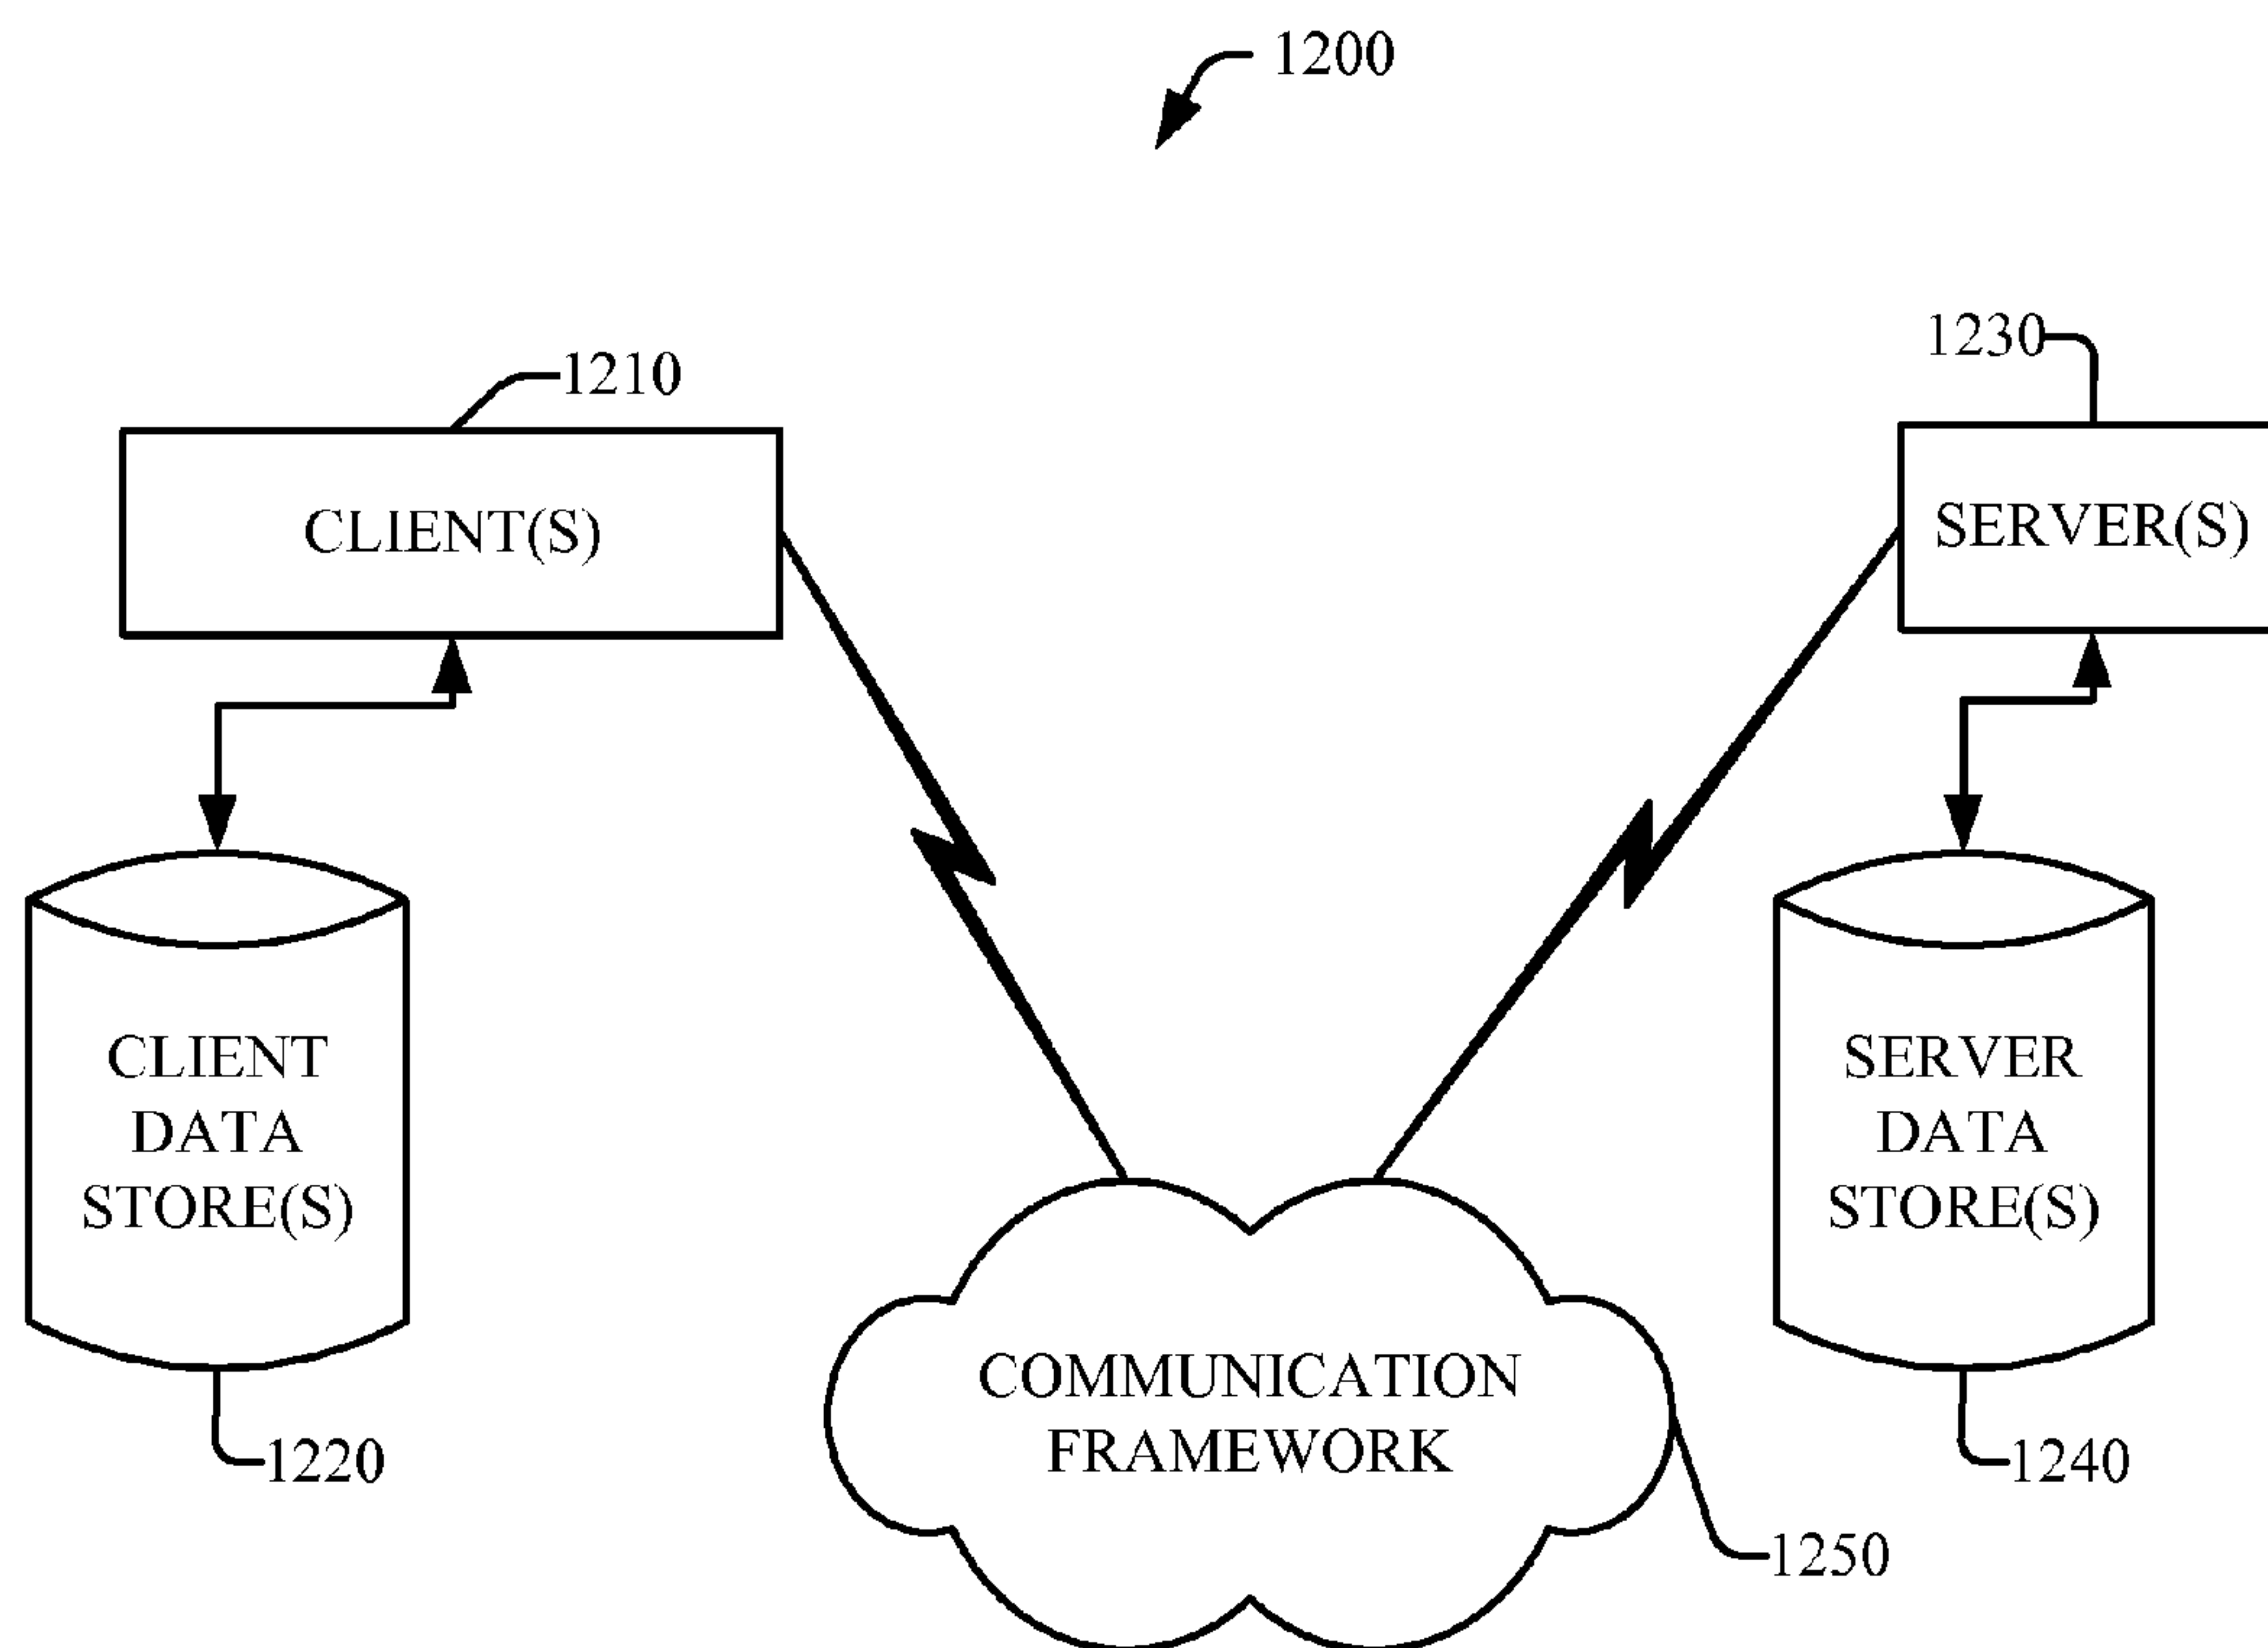 1200
1210
1230
CLIENT(S)
SERVER(S)
CLIENT
DATA
STORE(S)
SERVER
DATA
STORE(S)
COMMUNICATION
FRAMEWORK
1220
1240
1250